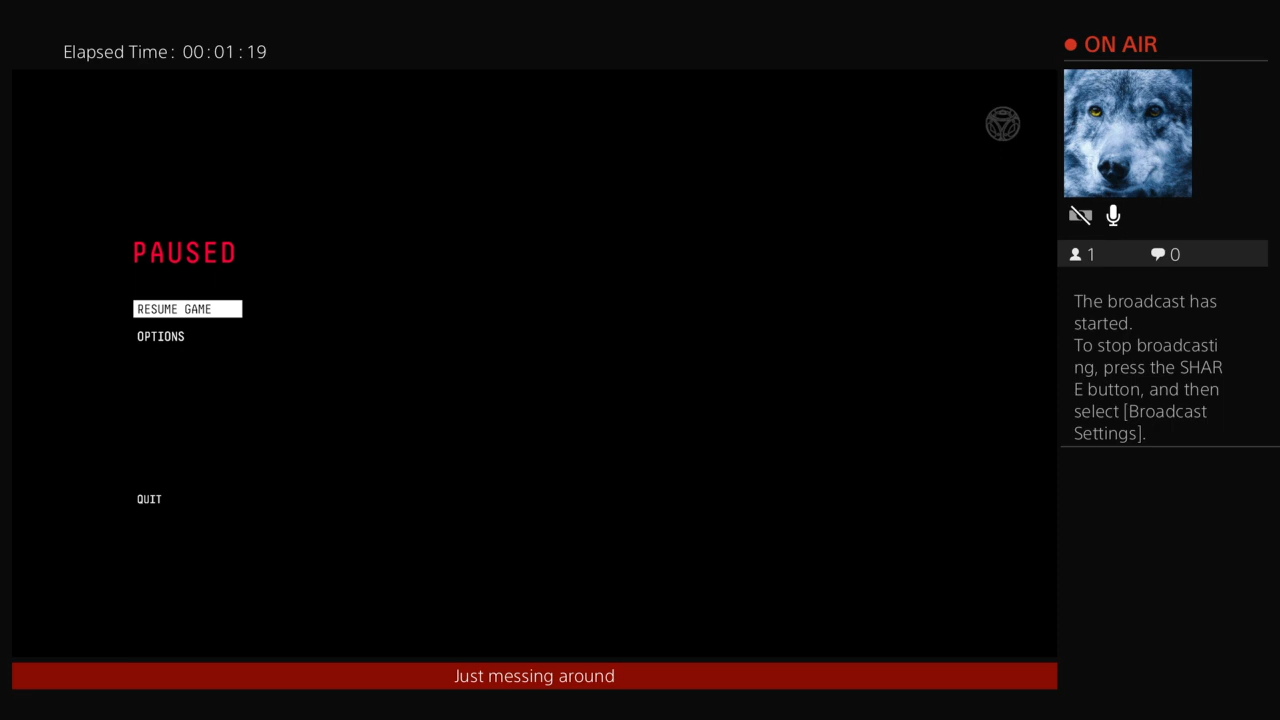 Elapsed Time: 00:01:19
ON AIR
PAUSED
RESUME GAME
OPTIONS
QUIT
1
0
The broadcast has
started.
To stop broadcasti
ng, press the SHAR
E button, and then
select [Broadcast
Settings].
Just messing around